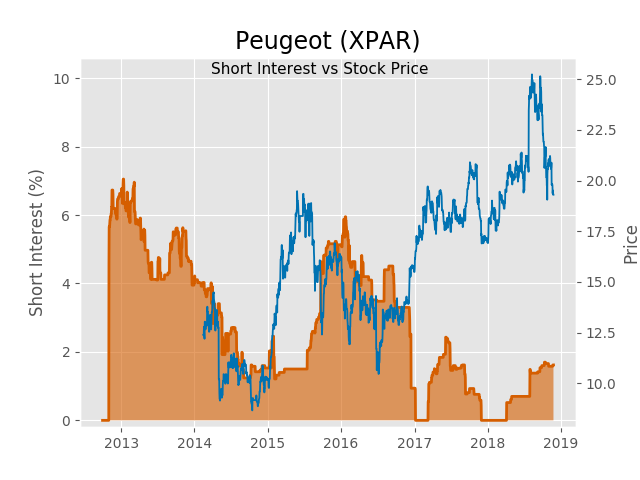 Peugeot (XPAR)
Short Interest vs Stock Price
10
8
6
4
2
0
Short Interest (%)
25.0
22.5
20.0
17.5
15.0
12.5
10.0
Price
2013 2014 2015 2016 2017 2018 2019